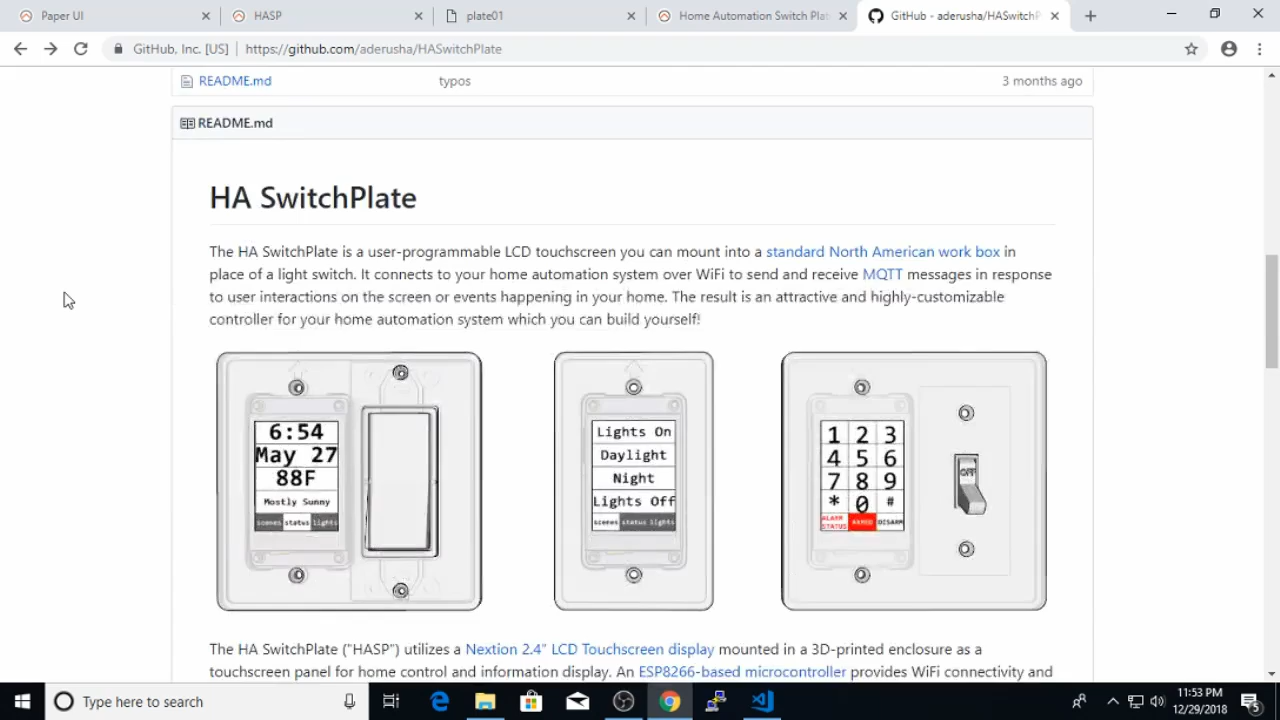 Paper UI
HASP
plate01
Home Automation Switch Plat
GitHub - aderusha/HASwitchP
GitHub, Inc. [US]
https://github.com/aderusha/HASwitchPlate
README.md
typos
3 months ago
README.md
HA SwitchPlate
The HA SwitchPlate is a user-programmable LCD touchscreen you can mount into a standard North American work box in
place of a light switch. It connects to your home automation system over WiFi to send and receive MQTT messages in response
to user interactions on the screen or events happening in your home. The result is an attractive and highly-customizable
controller for your home automation system which you can build yourself!
6:54
May 27
88F
Mostly Sunny
scenes status lights
Lights On
Daylight
Night
Lights Off
scenes status lights
1 2 3
4 5 6
7 8 9
* 0 #
ALARM STATUS
ARMED
DISARM
OFF
The HA SwitchPlate ("HASP") utilizes a Nextion 2.4" LCD Touchscreen display mounted in a 3D-printed enclosure as a
touchscreen panel for home control and information display. An ESP8266-based microcontroller provides WiFi connectivity and
Type here to search
11:53 PM
12/29/2018
5